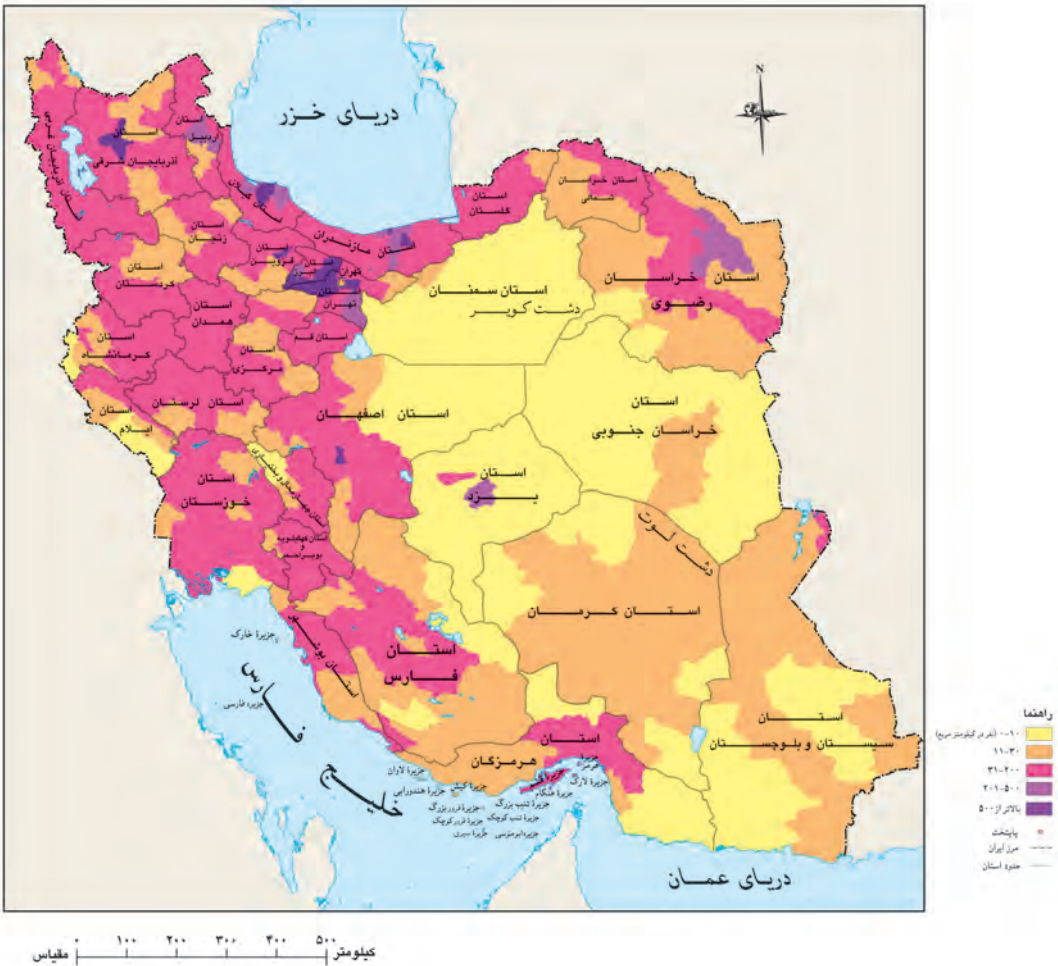 N
دریای خزر
استان آذربایجان غربی
استان
آذربایجان شرقی
استان
اردبیل
استان گیلان
استان
زنجان
استان مازندران
استان
گلستان
استان خراسان
شمالی
استان
خراسان
رضوی
استان
کردستان
استان
قزوین
استان
البرز
تهران
استان
تهران
استان سمنان
دشت کویر
استان
همدان
استان قم
استان
کرمانشاه
استان
مرکزی
استان
ایلام
استان لرستان
استان اصفهان
استان
خراسان جنوبی
استان
خوزستان
استان چهارمحال و بختیاری
استان
یزد
استان کهگیلویه
و
بویراحمد
دشت لوت
استان کرمان
استان بوشهر
استان
فارس
استان
سیستان و بلوچستان
استان
هرمزگان
جزیرهٔ خارک
جزیره فارسی
خلیج فارس
جزیرهٔ لاوان
جزیرهٔ هندورابی
جزیرهٔ کیش
جزیرهٔ فرور بزرگ
جزیرهٔ فرور کوچک
جزیرهٔ سیری
جزیرهٔ تنب بزرگ
جزیرهٔ تنب کوچک
جزیره ابوموسی
جزیرهٔ هنگام
جزیرهٔ لارک
دریای عمان
راهنما
۰-۱۰ (نفر در کیلومتر مربع)
۱۱-۳۰
۳۱-۲۰۰
۲۰۱-۵۰۰
بالاتر از ۵۰۰
پایتخت
مرز ایران
حدود استان
مقیاس ۰ ۱۰۰ ۲۰۰ ۳۰۰ ۴۰۰ ۵۰۰ کیلومتر